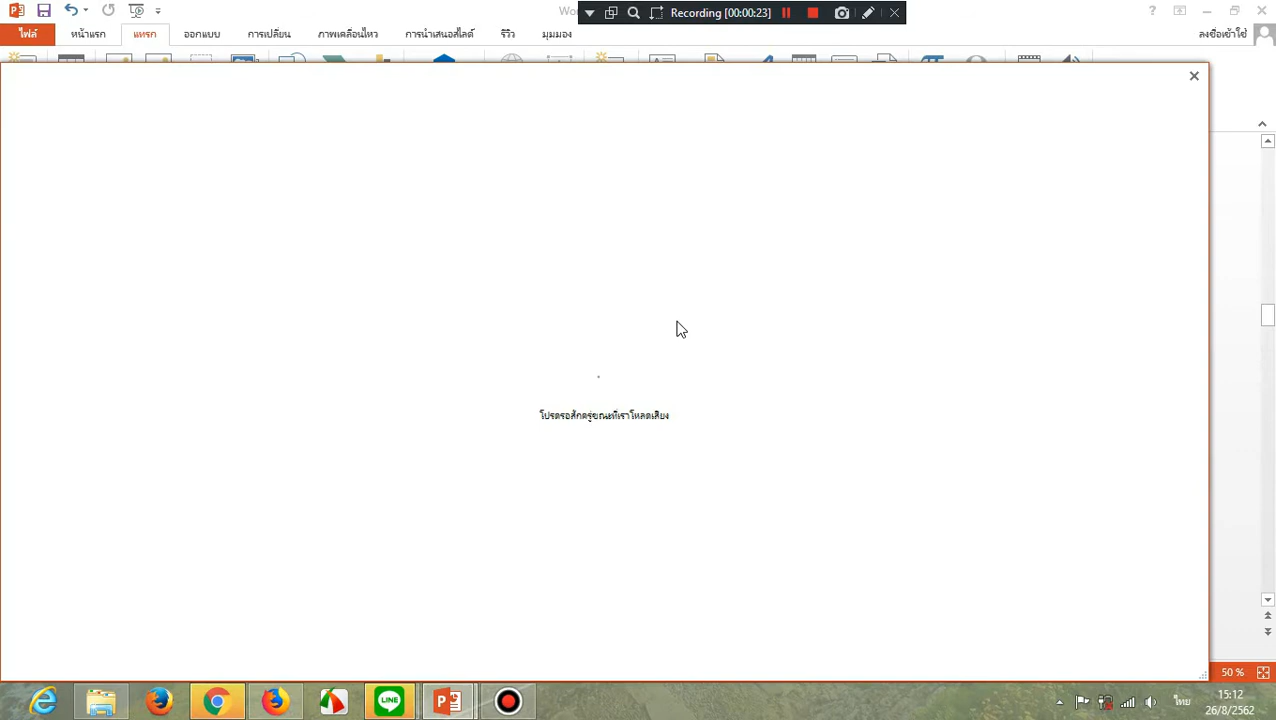 Recording [00:00:23]
ไฟล์ หน้าแรก แทรก ออกแบบ การเปลี่ยน ภาพเคลื่อนไหว การนำเสนอสไลด์ รีวิว มุมมอง ลงชื่อเข้าใช้
โปรดรอสักครู่ขณะที่เราโหลดเสียง
50 %
LINE
ไทย
15:12
26/8/2562